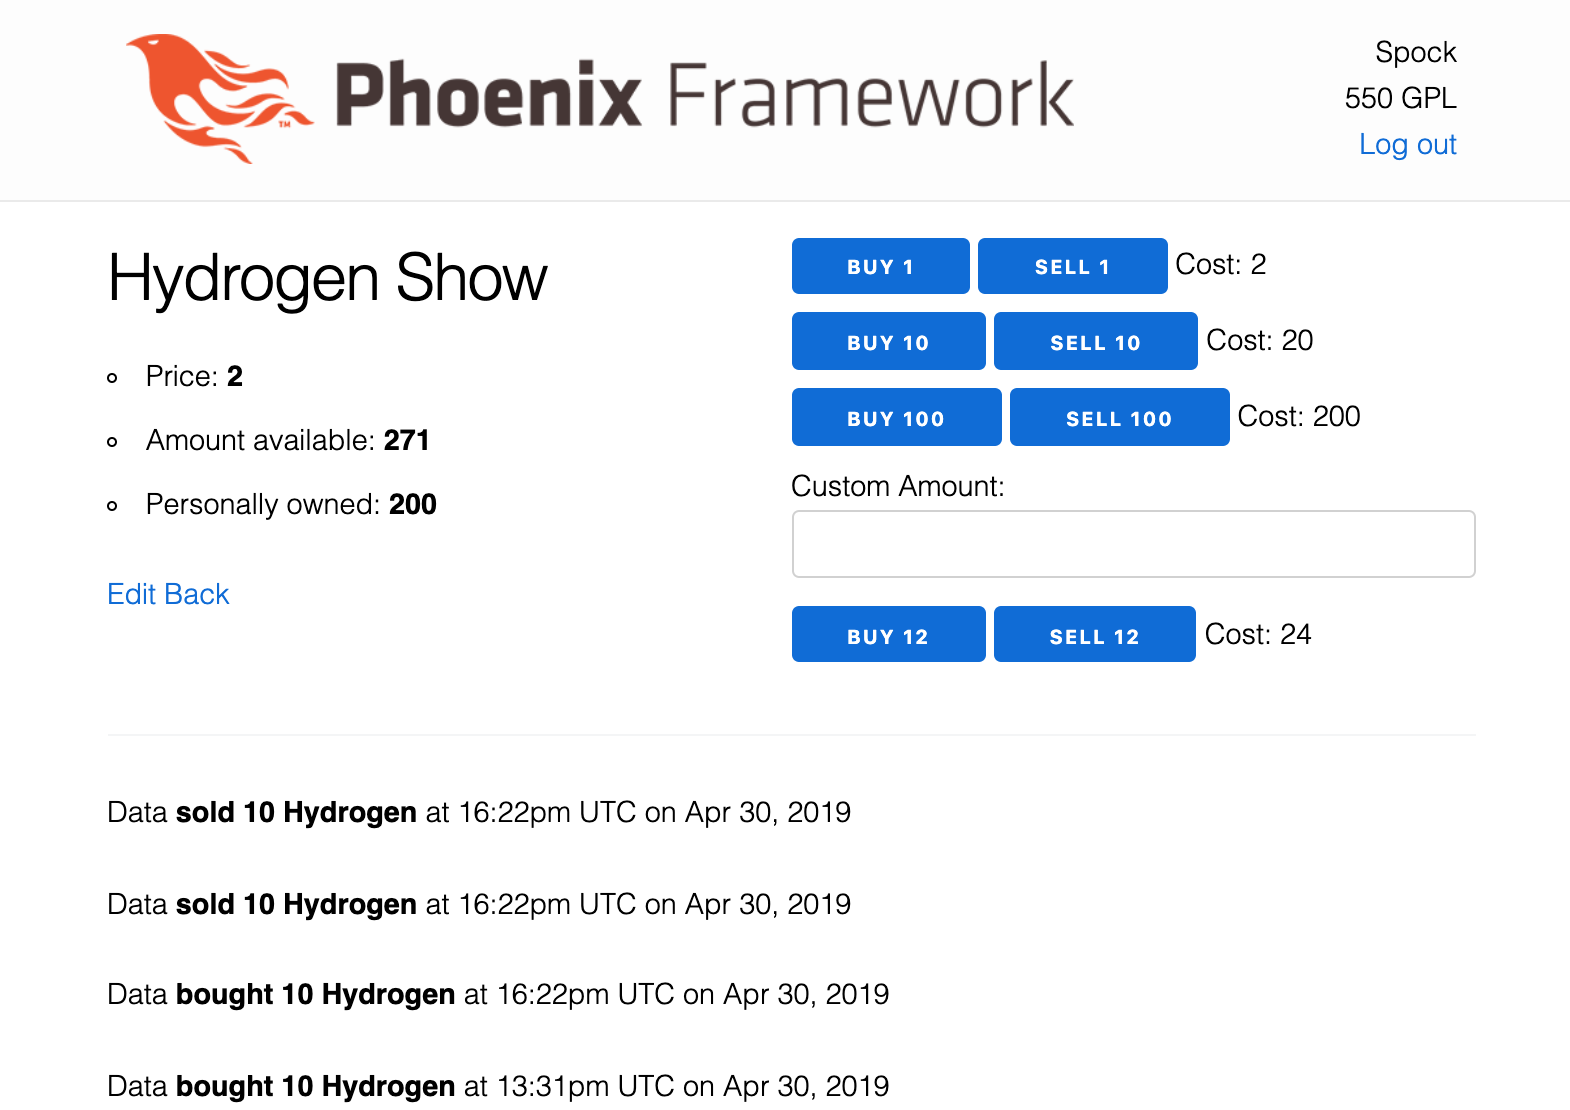 Phoenix Framework
TM
Spock
550 GPL
Log out
Hydrogen Show
Price: 2
Amount available: 271
Personally owned: 200
Edit Back
BUY 1 SELL 1 Cost: 2
BUY 10 SELL 10 Cost: 20
BUY 100 SELL 100 Cost: 200
Custom Amount:
BUY 12 SELL 12 Cost: 24
Data sold 10 Hydrogen at 16:22pm UTC on Apr 30, 2019
Data sold 10 Hydrogen at 16:22pm UTC on Apr 30, 2019
Data bought 10 Hydrogen at 16:22pm UTC on Apr 30, 2019
Data bought 10 Hydrogen at 13:31pm UTC on Apr 30, 2019